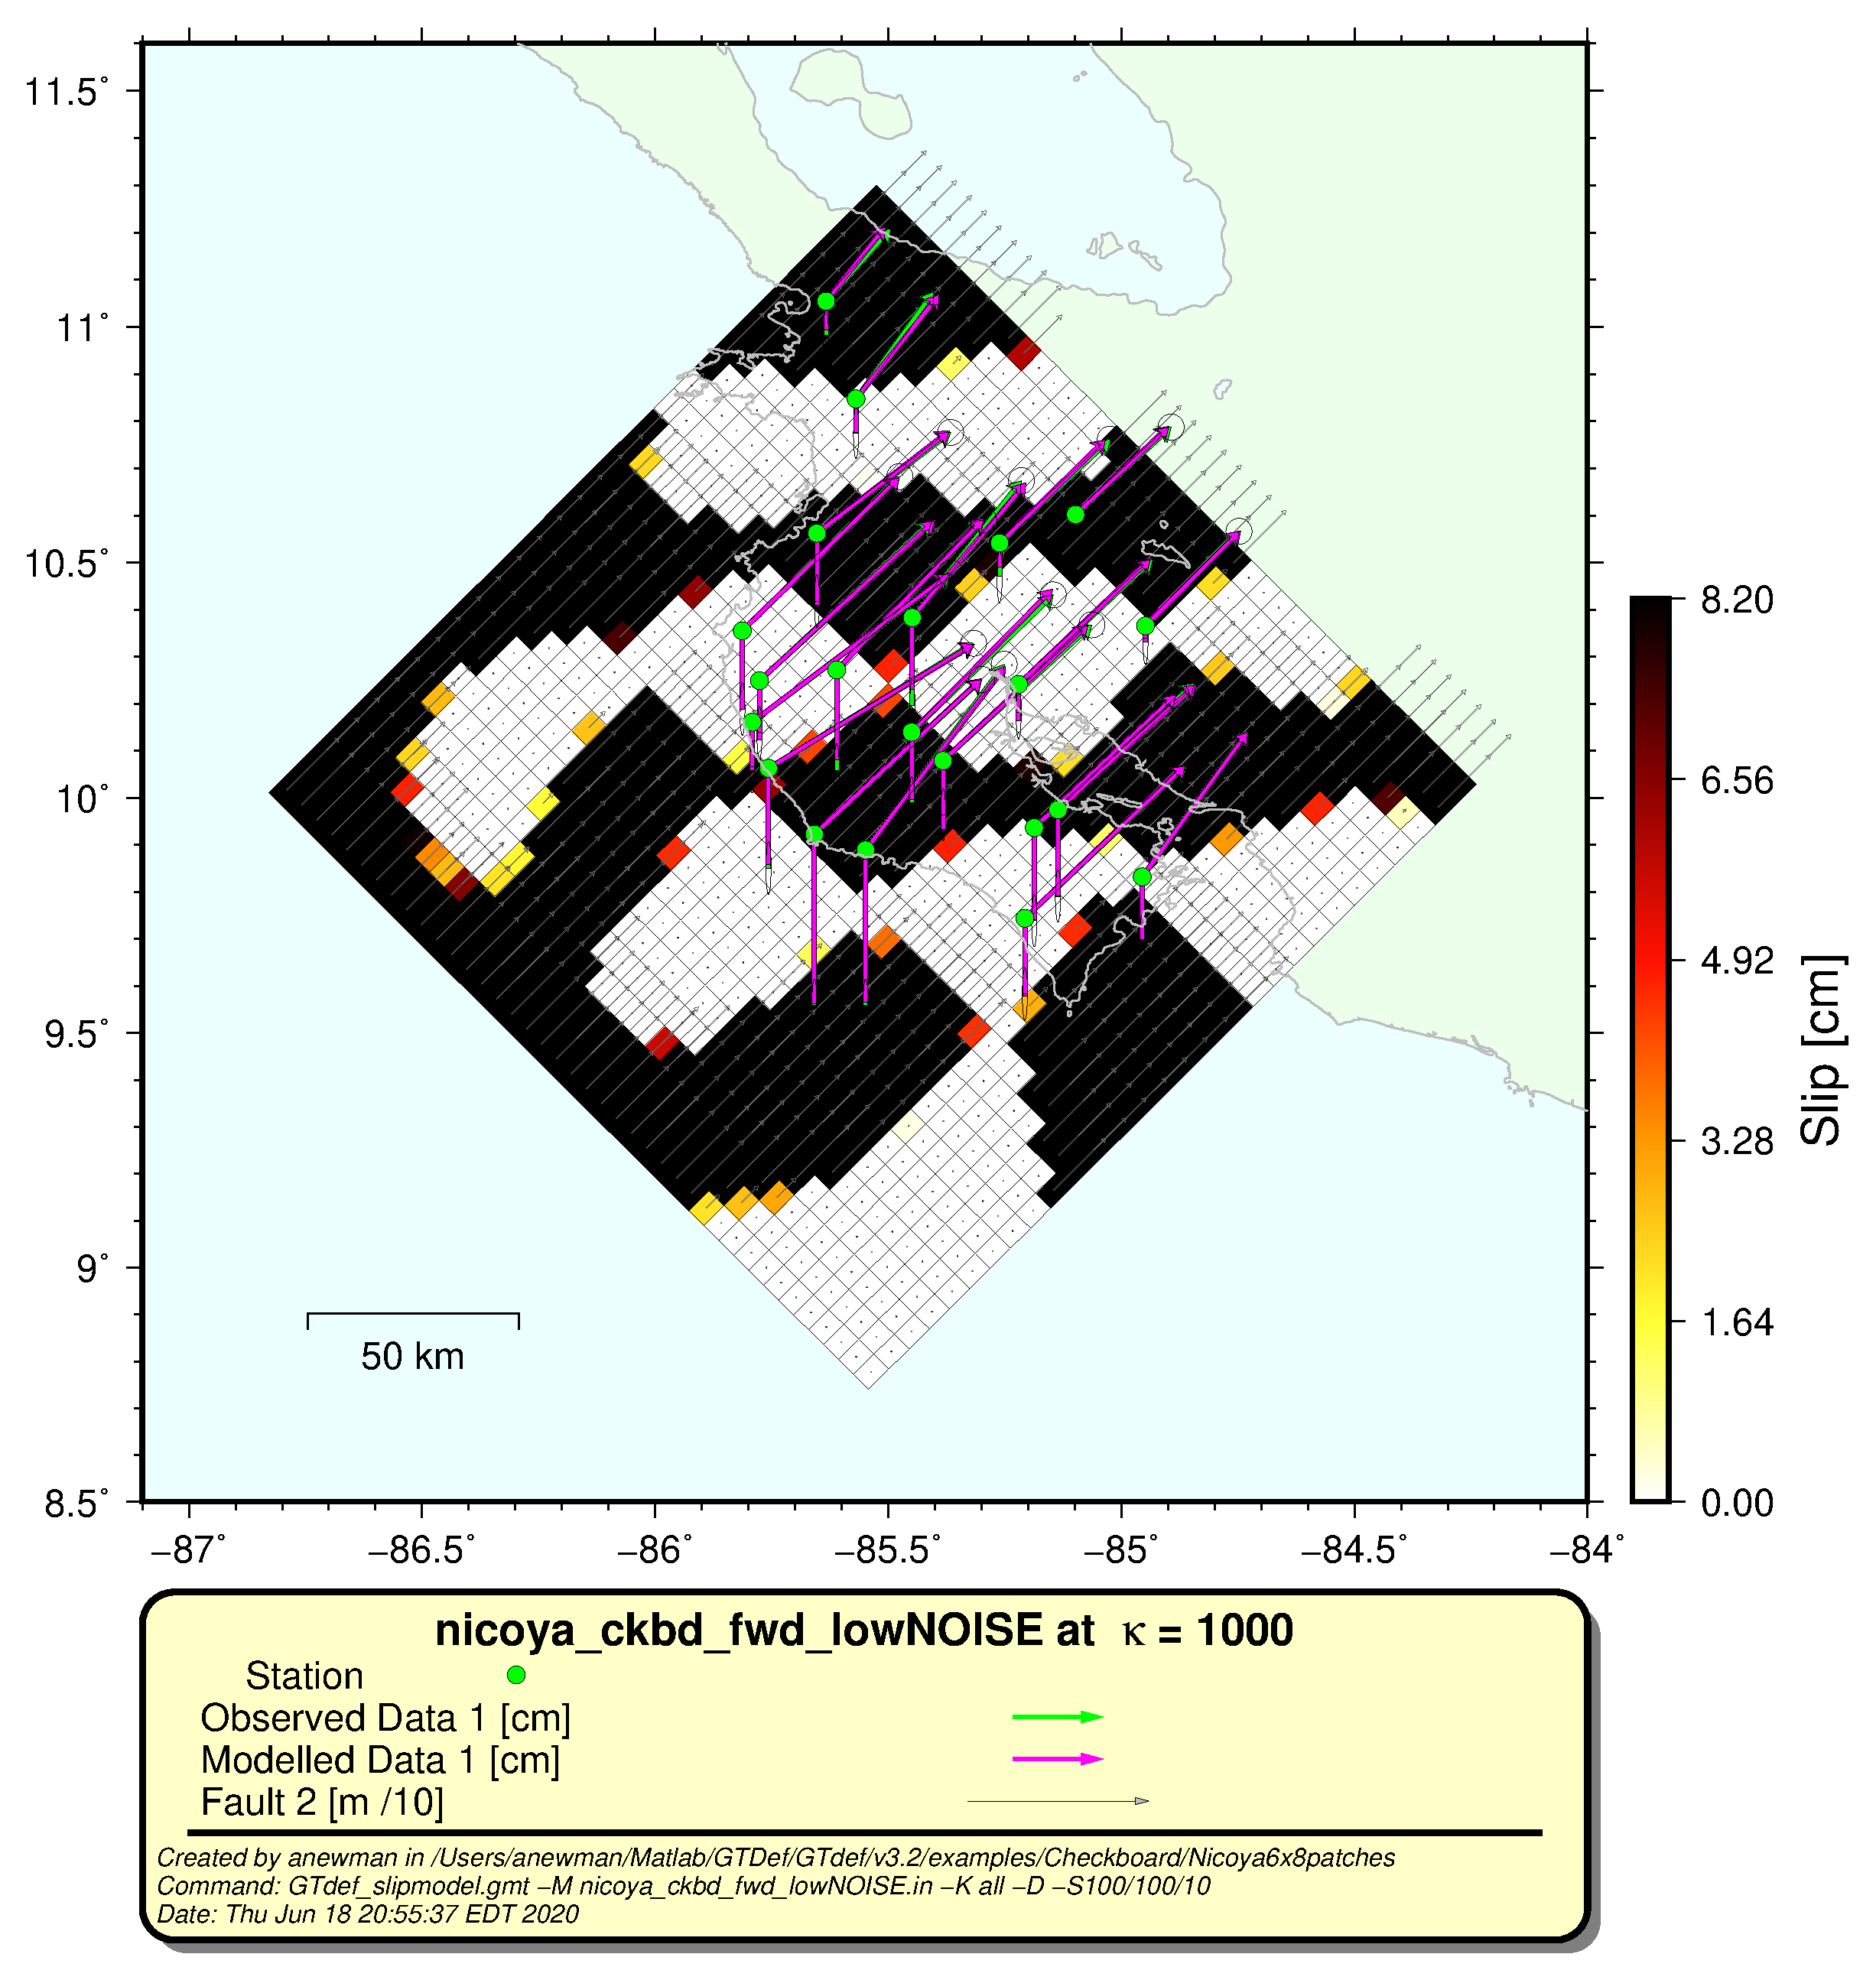 11.5°
11°
10.5°
10°
9.5°
9°
8.5°
−87°
−86.5°
−86°
−85.5°
−85°
−84.5°
−84°
50 km
8.20
6.56
4.92
3.28
1.64
0.00
Slip [cm]
nicoya_ckbd_fwd_lowNOISE at κ = 1000
Station
Observed Data 1 [cm]
Modelled Data 1 [cm]
Fault 2 [m /10]
Created by anewman in /Users/anewman/Matlab/GTDef/GTdef/v3.2/examples/Checkboard/Nicoya6x8patches
Command: GTdef_slipmodel.gmt −M nicoya_ckbd_fwd_lowNOISE.in −K all −D −S100/100/10
Date: Thu Jun 18 20:55:37 EDT 2020